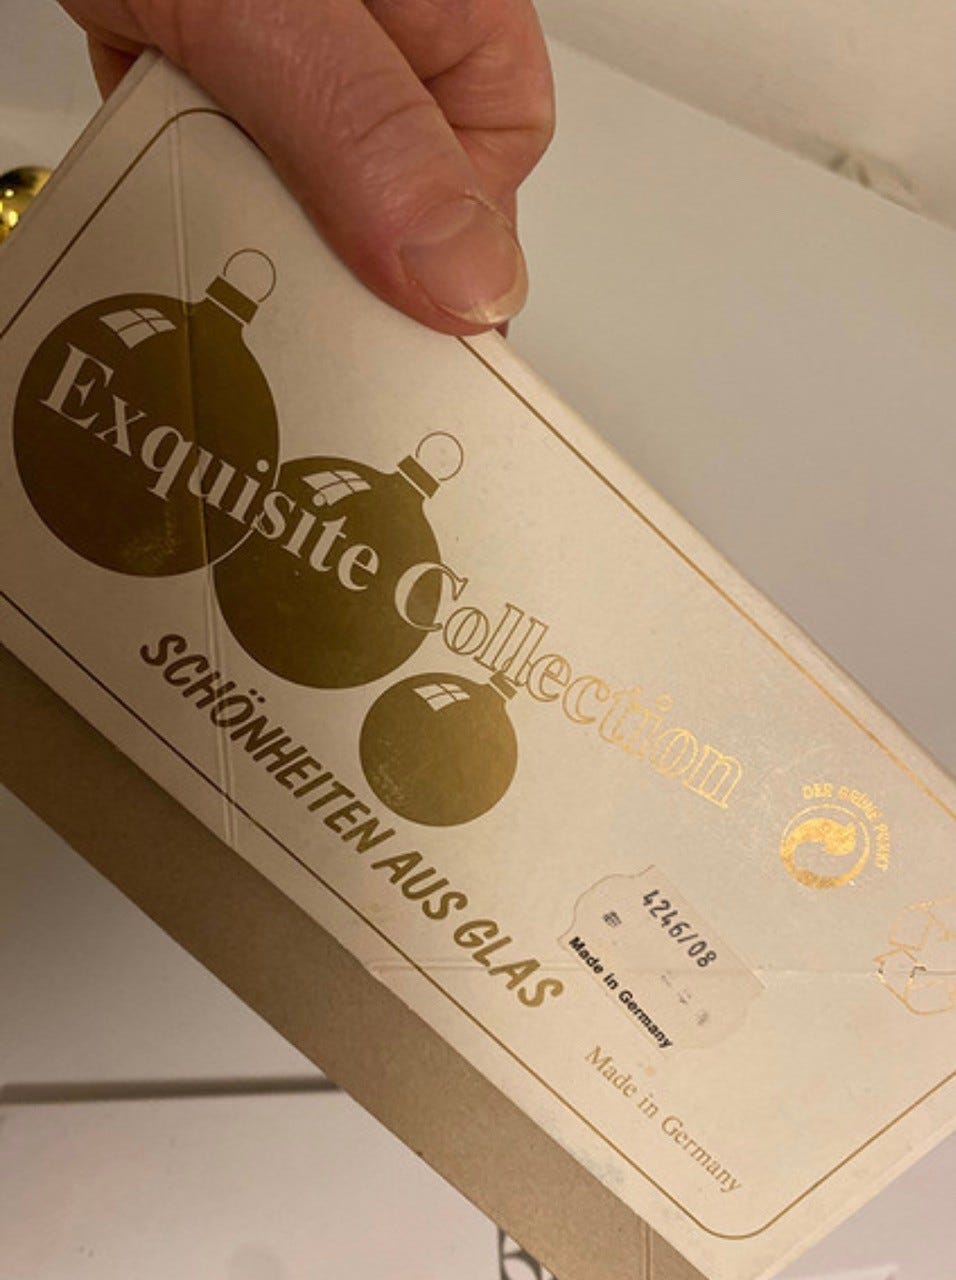 Exquisite Collection
SCHÖNHEITEN AUS GLAS
DER GRÜNE PUNKT
4246/08
Made in Germany
Made in Germany